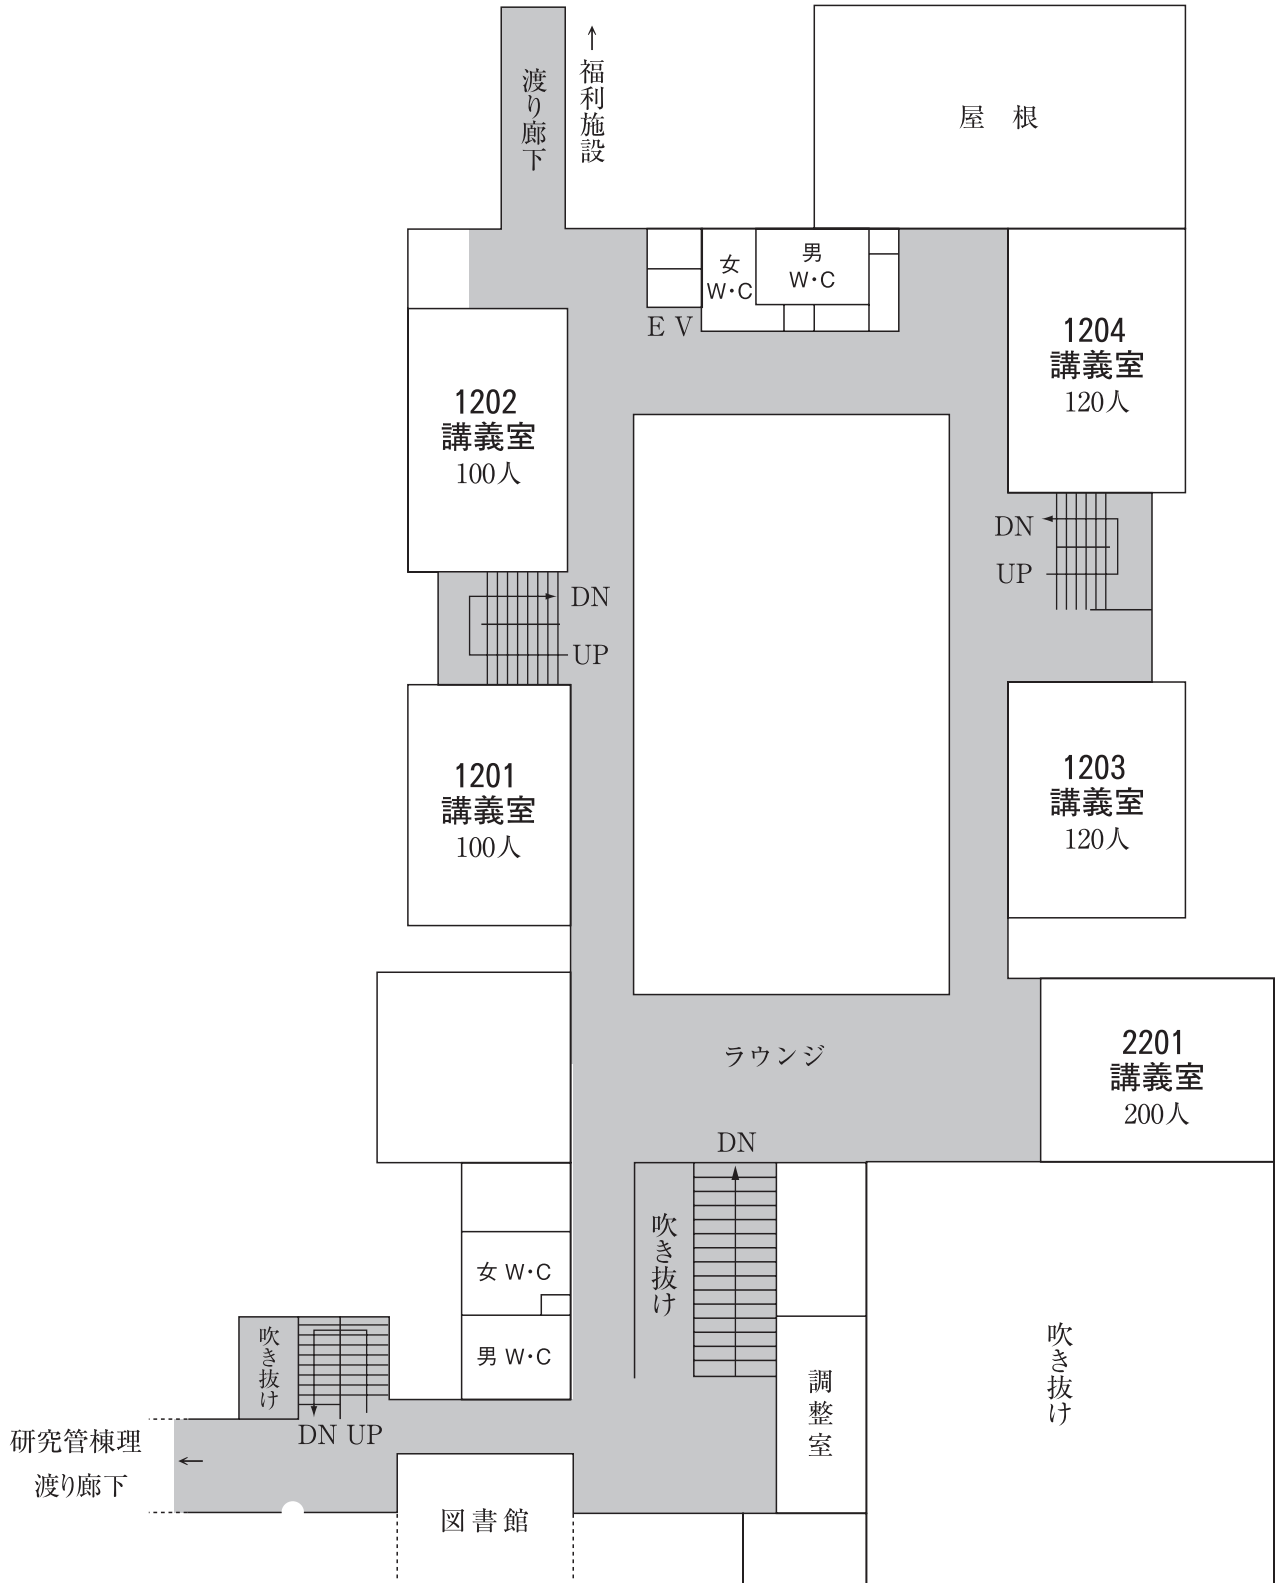 渡り廊下
福利施設
屋 根
女
W・C
男
W・C
EV
1204
講義室
120人
1202
講義室
100人
DN
UP
DN
UP
1201
講義室
100人
1203
講義室
120人
ラウンジ
2201
講義室
200人
DN
吹き抜け
女 W・C
男 W・C
吹き抜け
吹き抜け
調整室
DN UP
研究管棟理
渡り廊下
図書館